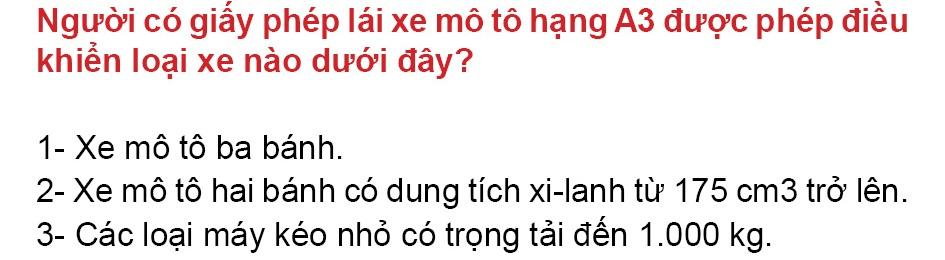 Người có giấy phép lái xe mô tô hạng A3 được phép điều
khiển loại xe nào dưới đây?
1- Xe mô tô ba bánh.
2- Xe mô tô hai bánh có dung tích xi-lanh từ 175 cm3 trở lên.
3- Các loại máy kéo nhỏ có trọng tải đến 1.000 kg.